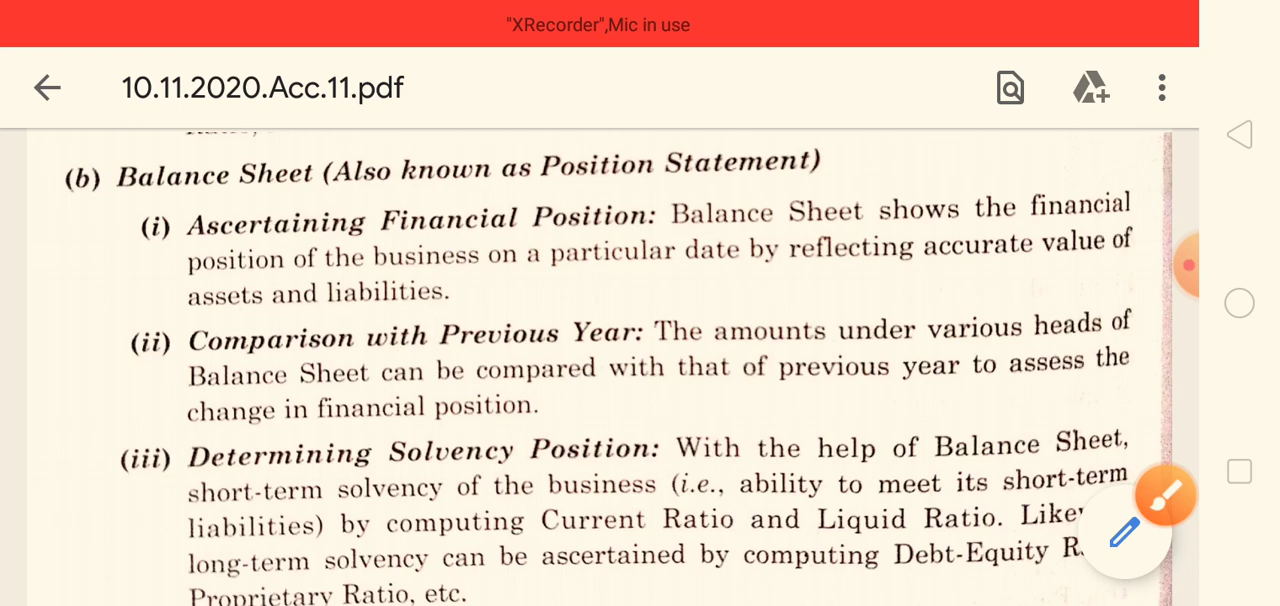 "XRecorder",Mic in use
10.11.2020.Acc.11.pdf
(b) Balance Sheet (Also known as Position Statement)
(i) Ascertaining Financial Position: Balance Sheet shows the financial
position of the business on a particular date by reflecting accurate value of
assets and liabilities.
(ii) Comparison with Previous Year: The amounts under various heads of
Balance Sheet can be compared with that of previous year to assess the
change in financial position.
(iii) Determining Solvency Position: With the help of Balance Sheet,
short-term solvency of the business (i.e., ability to meet its short-term
liabilities) by computing Current Ratio and Liquid Ratio.
long-term solvency can be ascertained by computing Debt-Equity
Proprietary Ratio, etc.